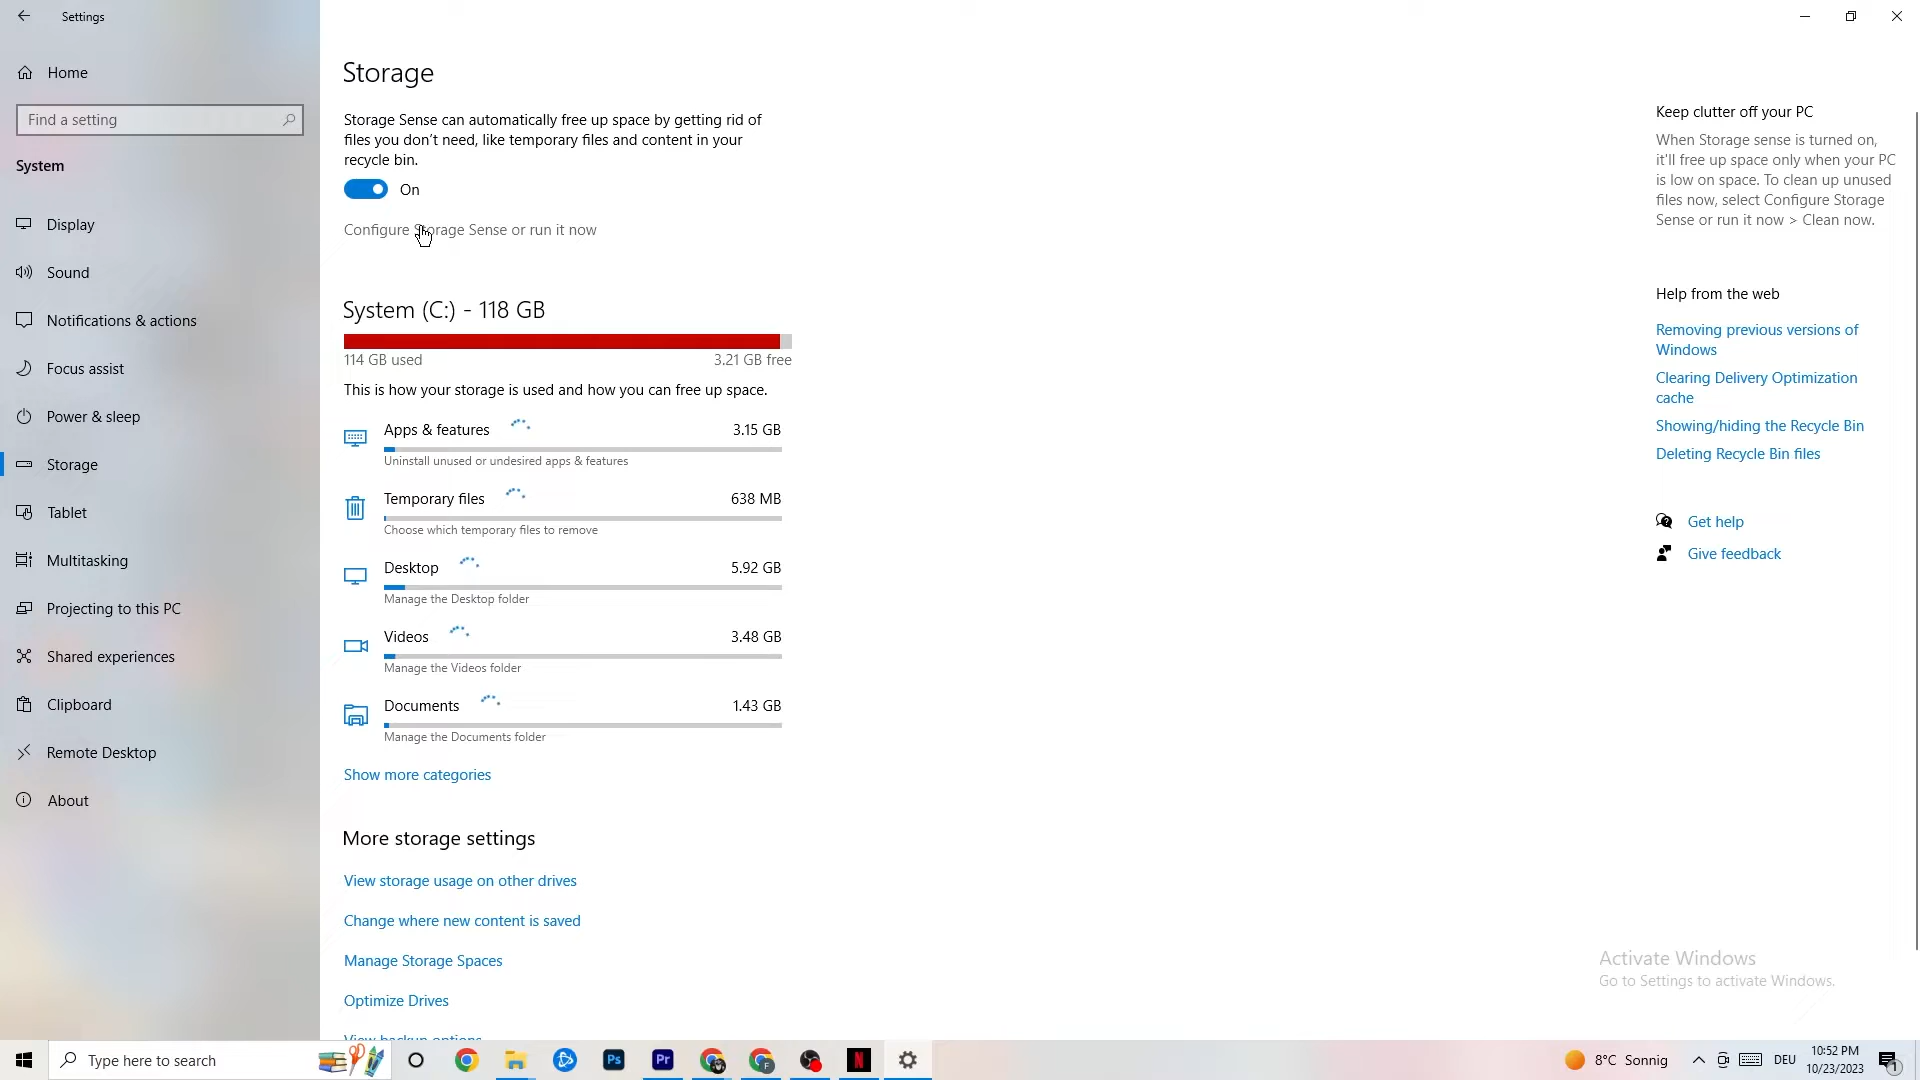 Settings
Home
Find a setting
System
Display
Sound
Notifications & actions
Focus assist
Power & sleep
Storage
Tablet
Multitasking
Projecting to this PC
Shared experiences
Clipboard
Remote Desktop
About
Storage
Storage Sense can automatically free up space by getting rid of
files you don't need, like temporary files and content in your
recycle bin.
On
Configure Storage Sense or run it now
System (C:) - 118 GB
114 GB used 3.21 GB free
This is how your storage is used and how you can free up space.
Apps & features 3.15 GB
Uninstall unused or undesired apps & features
Temporary files 638 MB
Choose which temporary files to remove
Desktop 5.92 GB
Manage the Desktop folder
Videos 3.48 GB
Manage the Videos folder
Documents 1.43 GB
Manage the Documents folder
Show more categories
More storage settings
View storage usage on other drives
Change where new content is saved
Manage Storage Spaces
Optimize Drives
View backup options
Keep clutter off your PC
When Storage sense is turned on,
it'll free up space only when your PC
is low on space. To clean up unused
files now, select Configure Storage
Sense or run it now > Clean now.
Help from the web
Removing previous versions of
Windows
Clearing Delivery Optimization
cache
Showing/hiding the Recycle Bin
Deleting Recycle Bin files
Get help
Give feedback
Activate Windows
Go to Settings to activate Windows.
Type here to search
Ps
Pr
F
N
8°C Sonnig
DEU
10:52 PM
10/23/2023
1